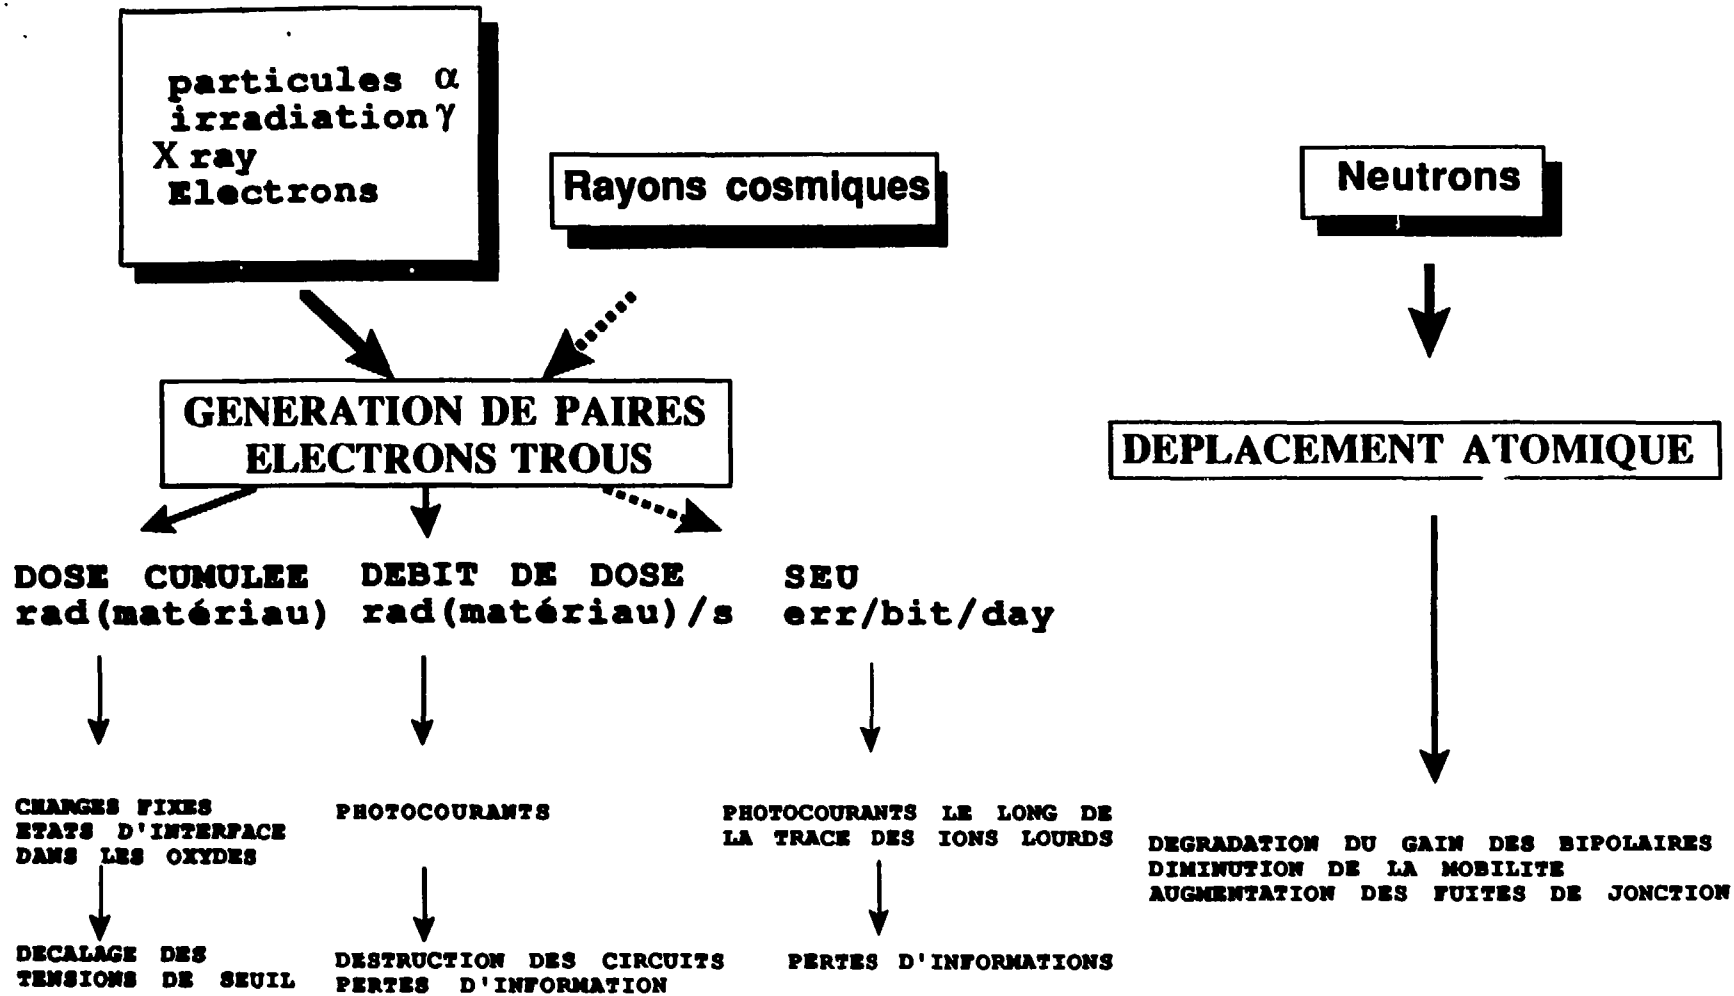 particules α
irradiation γ
X ray
Electrons
Rayons cosmiques
Neutrons
GENERATION DE PAIRES
ELECTRONS TROUS
DEPLACEMENT ATOMIQUE
DOSE CUMULEE
rad(matériau)
DEBIT DE DOSE
rad(matériau)/s
SEU
err/bit/day
CHARGES FIXES
ETATS D'INTERFACE
DANS LES OXYDES
PHOTOCOURANTS
PHOTOCOURANTS LE LONG DE
LA TRACE DES IONS LOURDS
DEGRADATION DU GAIN DES BIPOLAIRES
DIMINUTION DE LA MOBILITE
AUGMENTATION DES FUITES DE JONCTION
DECALAGE DES
TENSIONS DE SEUIL
DESTRUCTION DES CIRCUITS
PERTES D'INFORMATION
PERTES D'INFORMATIONS